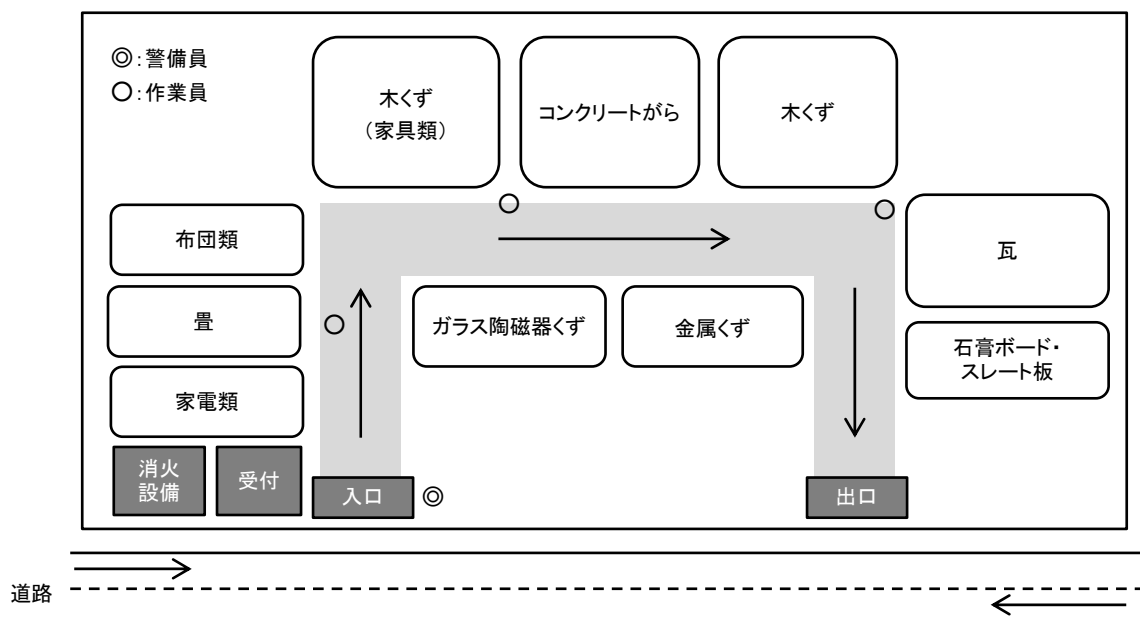 ◎:警備員
○:作業員
木くず
(家具類)
コンクリートがら
木くず
布団類
瓦
畳
ガラス陶磁器くず
金属くず
石膏ボード・
スレート板
家電類
消火
設備
受付
入口
出口
道路